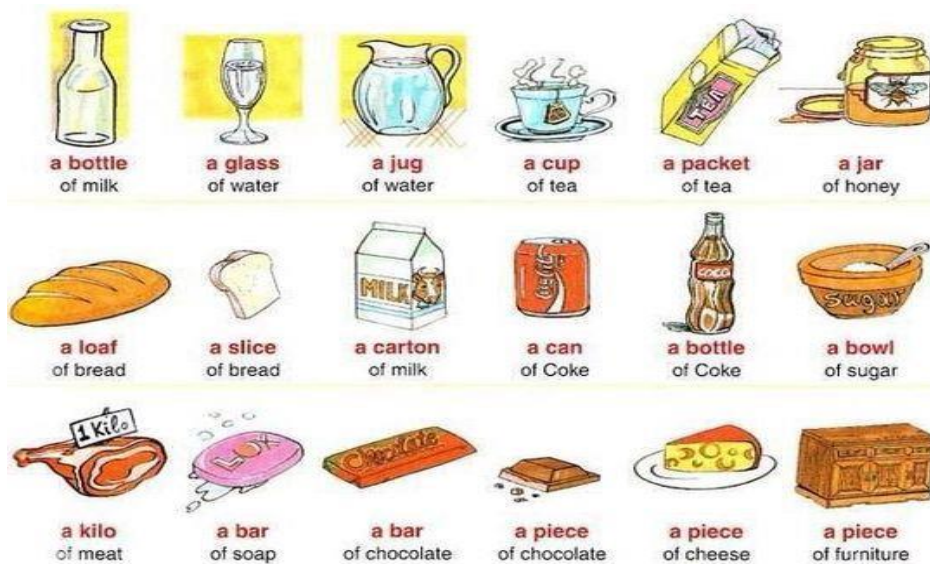 TEA
a bottle a glass a jug a cup a packet a jar
of milk of water of water of tea of tea of honey
MILK
COCA
sugar
a loaf a slice a carton a can a bottle a bowl
of bread of bread of milk of Coke of Coke of sugar
1 Kilo
LUX
Chocolate
a kilo a bar a bar a piece a piece a piece
of meat of soap of chocolate of chocolate of cheese of furniture